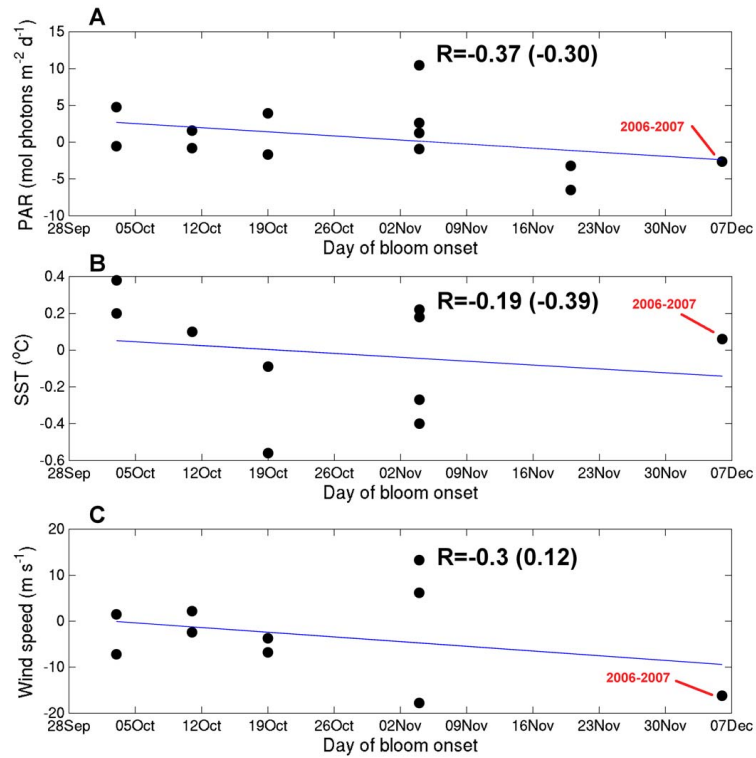 A
R=-0.37 (-0.30)
2006-2007
PAR (mol photons m⁻² d⁻¹)
15
10
5
0
-5
-10
28Sep 05Oct 12Oct 19Oct 26Oct 02Nov 09Nov 16Nov 23Nov 30Nov 07Dec
Day of bloom onset
B
R=-0.19 (-0.39)
2006-2007
SST (°C)
0.4
0.2
0
-0.2
-0.4
-0.6
28Sep 05Oct 12Oct 19Oct 26Oct 02Nov 09Nov 16Nov 23Nov 30Nov 07Dec
Day of bloom onset
C
R=-0.3 (0.12)
2006-2007
Wind speed (m s⁻¹)
20
10
0
-10
-20
28Sep 05Oct 12Oct 19Oct 26Oct 02Nov 09Nov 16Nov 23Nov 30Nov 07Dec
Day of bloom onset